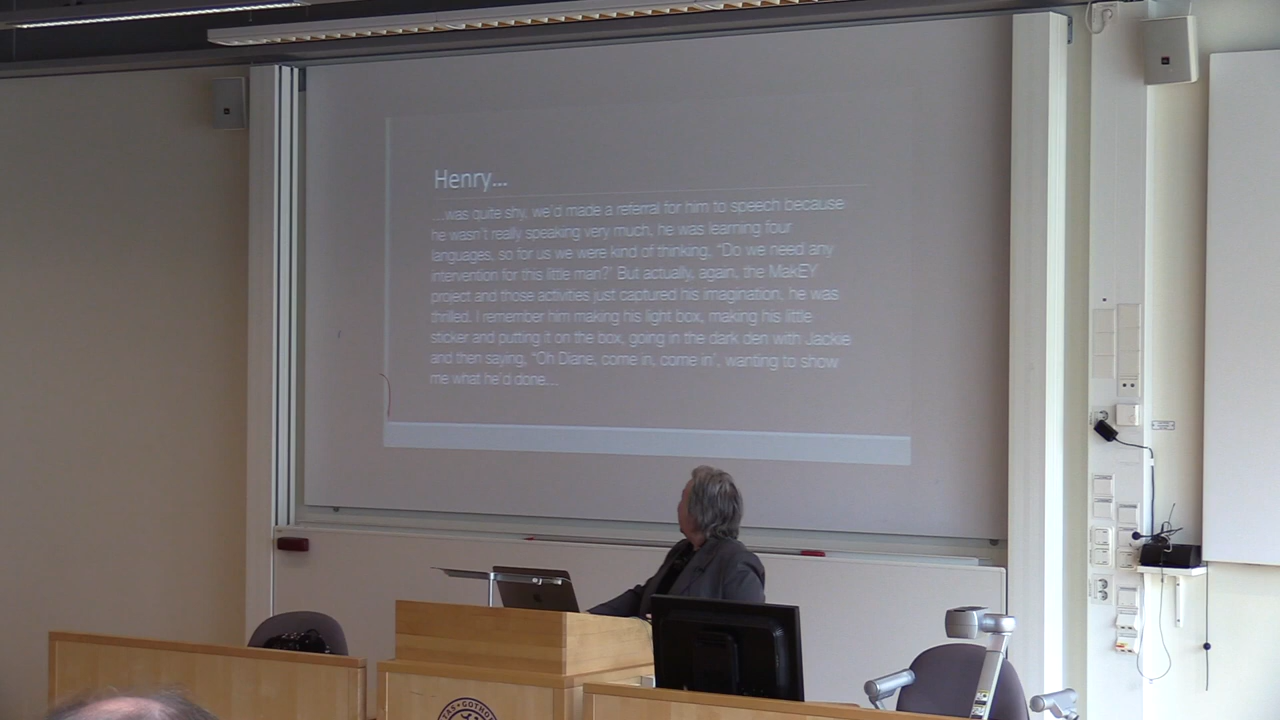 Henry...
...was quite shy, we'd made a referral for him to speech because
he wasn't really speaking very much, he was learning four
languages, so for us we were kind of thinking, "Do we need any
intervention for this little man?" But actually, again, the MakEY
project and those activities just captured his imagination, he was
thrilled. I remember him making his light box, making his little
sticker and putting it on the box, going in the dark den with Jackie
and then saying, "Oh Diane, come in, come in', wanting to show
me what he'd done....
TAS • GOTHO